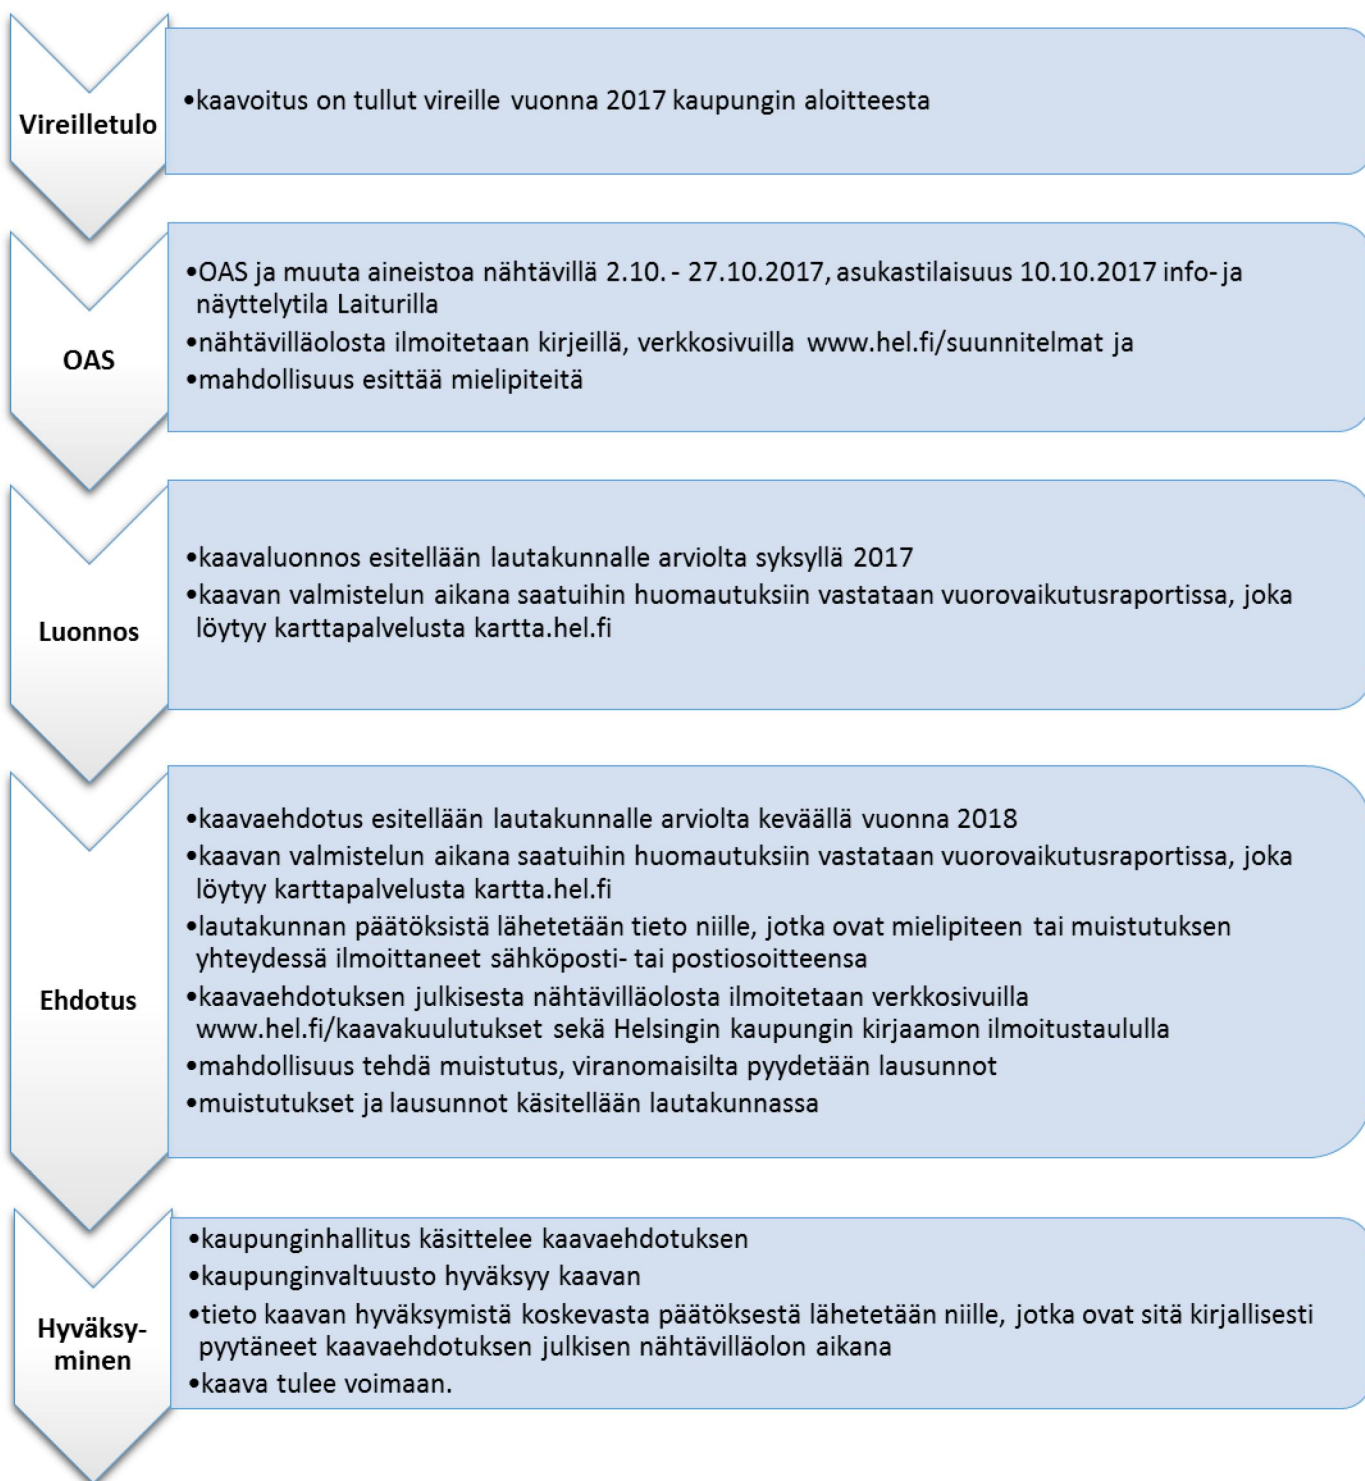 Vireilletulo
•kaavoitus on tullut vireille vuonna 2017 kaupungin aloitteesta
OAS
•OAS ja muuta aineistoa nähtävillä 2.10. - 27.10.2017, asukastilaisuus 10.10.2017 info- ja
näyttelytila Laiturilla
•nähtävilläolosta ilmoitetaan kirjeillä, verkkosivuilla www.hel.fi/suunnitelmat ja
•mahdollisuus esittää mielipiteitä
Luonnos
•kaavaluonnos esitellään lautakunnalle arviolta syksyllä 2017
•kaavan valmistelun aikana saatuihin huomautuksiin vastataan vuorovaikutusraportissa, joka
löytyy karttapalvelusta kartta.hel.fi
Ehdotus
•kaavaehdotus esitellään lautakunnalle arviolta keväällä vuonna 2018
•kaavan valmistelun aikana saatuihin huomautuksiin vastataan vuorovaikutusraportissa, joka
löytyy karttapalvelusta kartta.hel.fi
•lautakunnan päätöksistä lähetetään tieto niille, jotka ovat mielipiteen tai muistutuksen
yhteydessä ilmoittaneet sähköposti- tai postiosoitteensa
•kaavaehdotuksen julkisesta nähtävilläolosta ilmoitetaan verkkosivuilla
www.hel.fi/kaavakuulutukset sekä Helsingin kaupungin kirjaamon ilmoitustaululla
•mahdollisuus tehdä muistutus, viranomaisilta pyydetään lausunnot
•muistutukset ja lausunnot käsitellään lautakunnassa
Hyväksy-
minen
•kaupunginhallitus käsittelee kaavaehdotuksen
•kaupunginvaltuusto hyväksyy kaavan
•tieto kaavan hyväksymistä koskevasta päätöksestä lähetetään niille, jotka ovat sitä kirjallisesti
pyytäneet kaavaehdotuksen julkisen nähtävilläolon aikana
•kaava tulee voimaan.